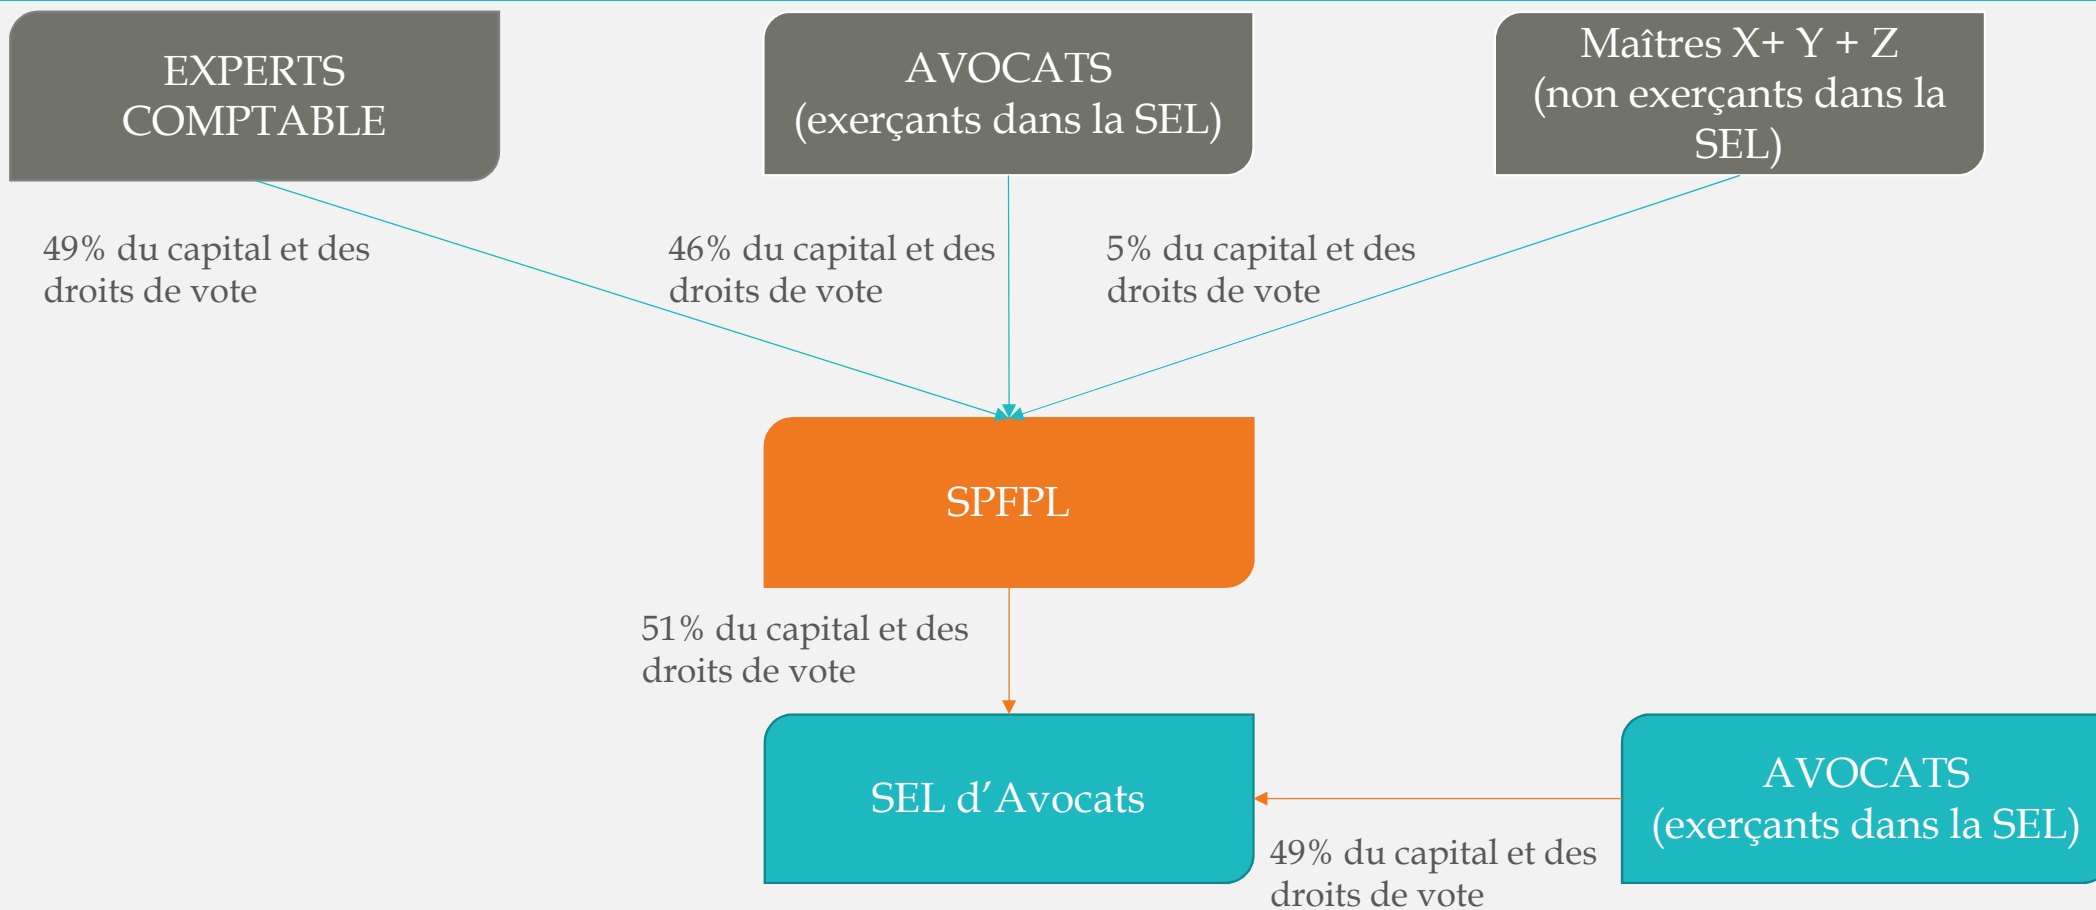 EXPERTS
COMPTABLE
AVOCATS
(exerçants dans la SEL)
Maîtres X+ Y + Z
(non exerçants dans la
SEL)
49% du capital et des
droits de vote
46% du capital et des
droits de vote
5% du capital et des
droits de vote
SPFPL
51% du capital et des
droits de vote
SEL d’Avocats
AVOCATS
(exerçants dans la SEL)
49% du capital et des
droits de vote